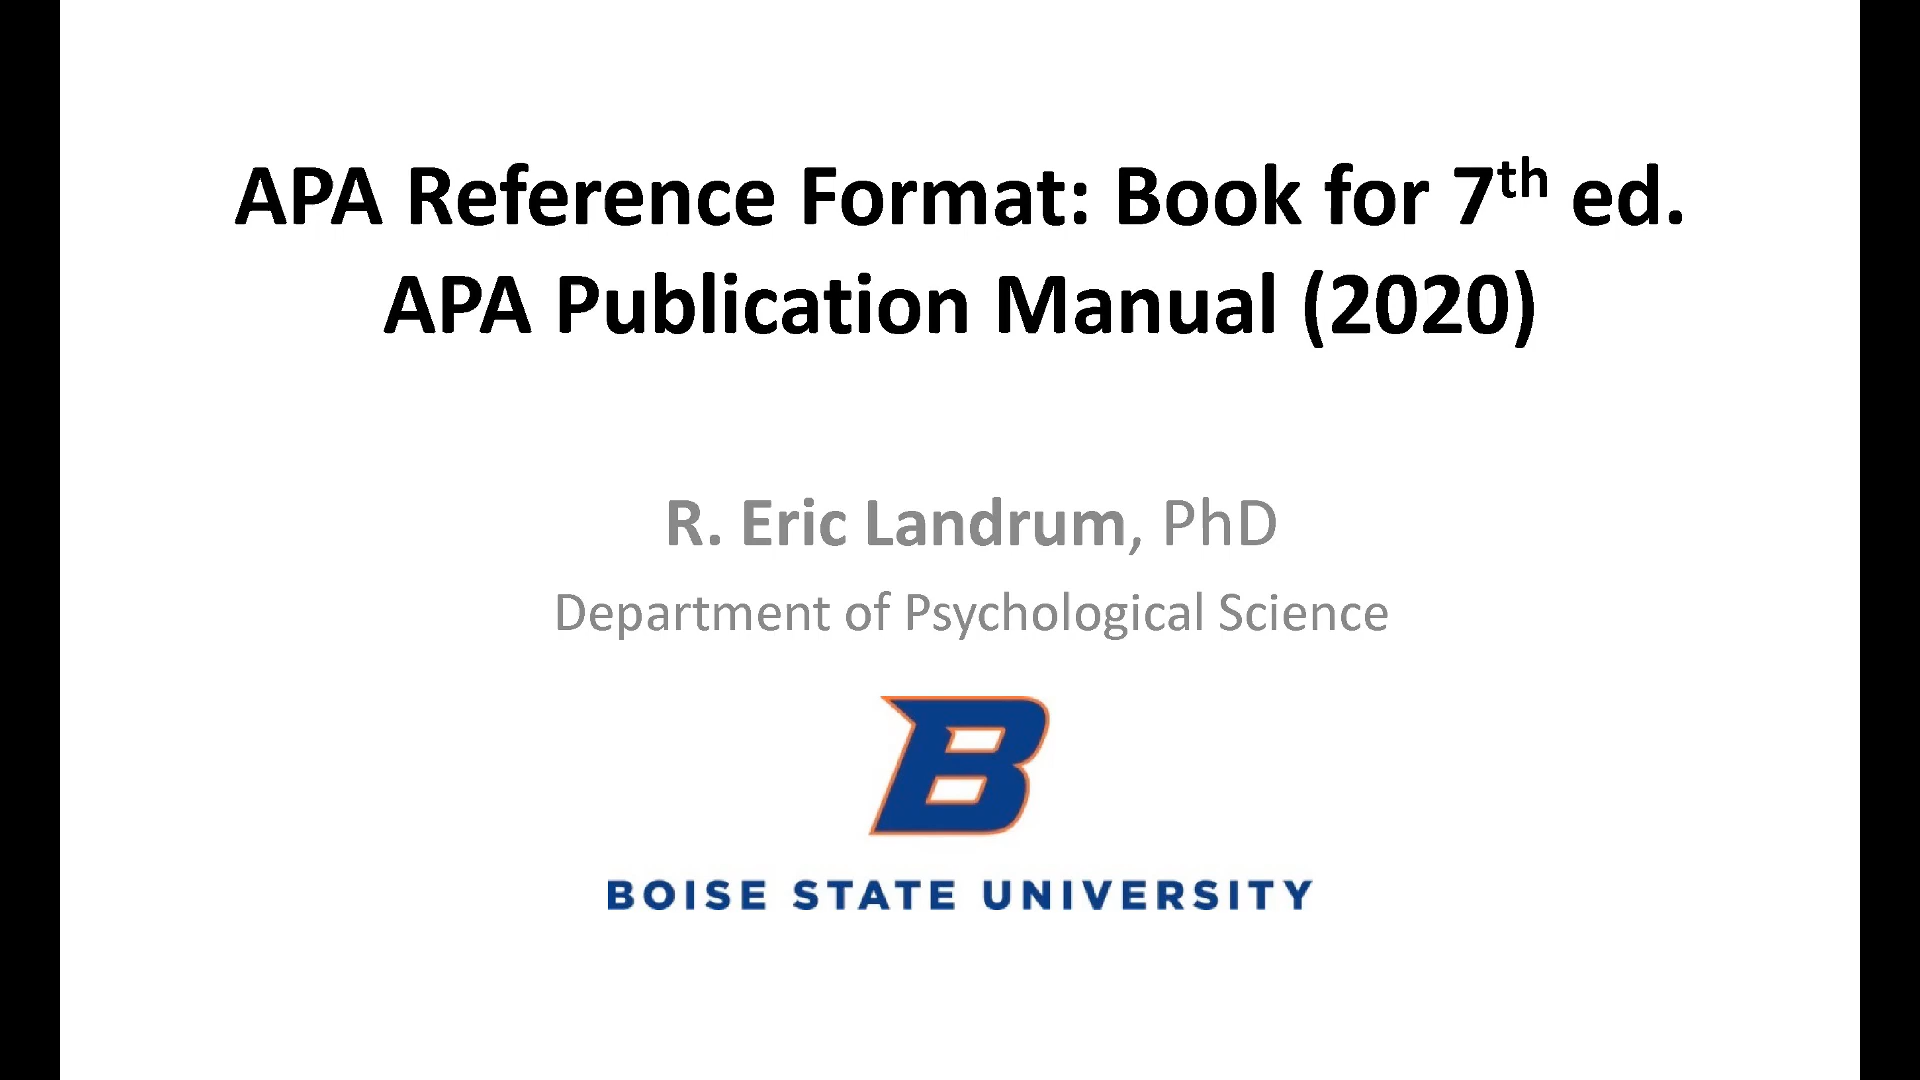 APA Reference Format: Book for 7th ed.
APA Publication Manual (2020)
R. Eric Landrum, PhD
Department of Psychological Science
B
BOISE STATE UNIVERSITY